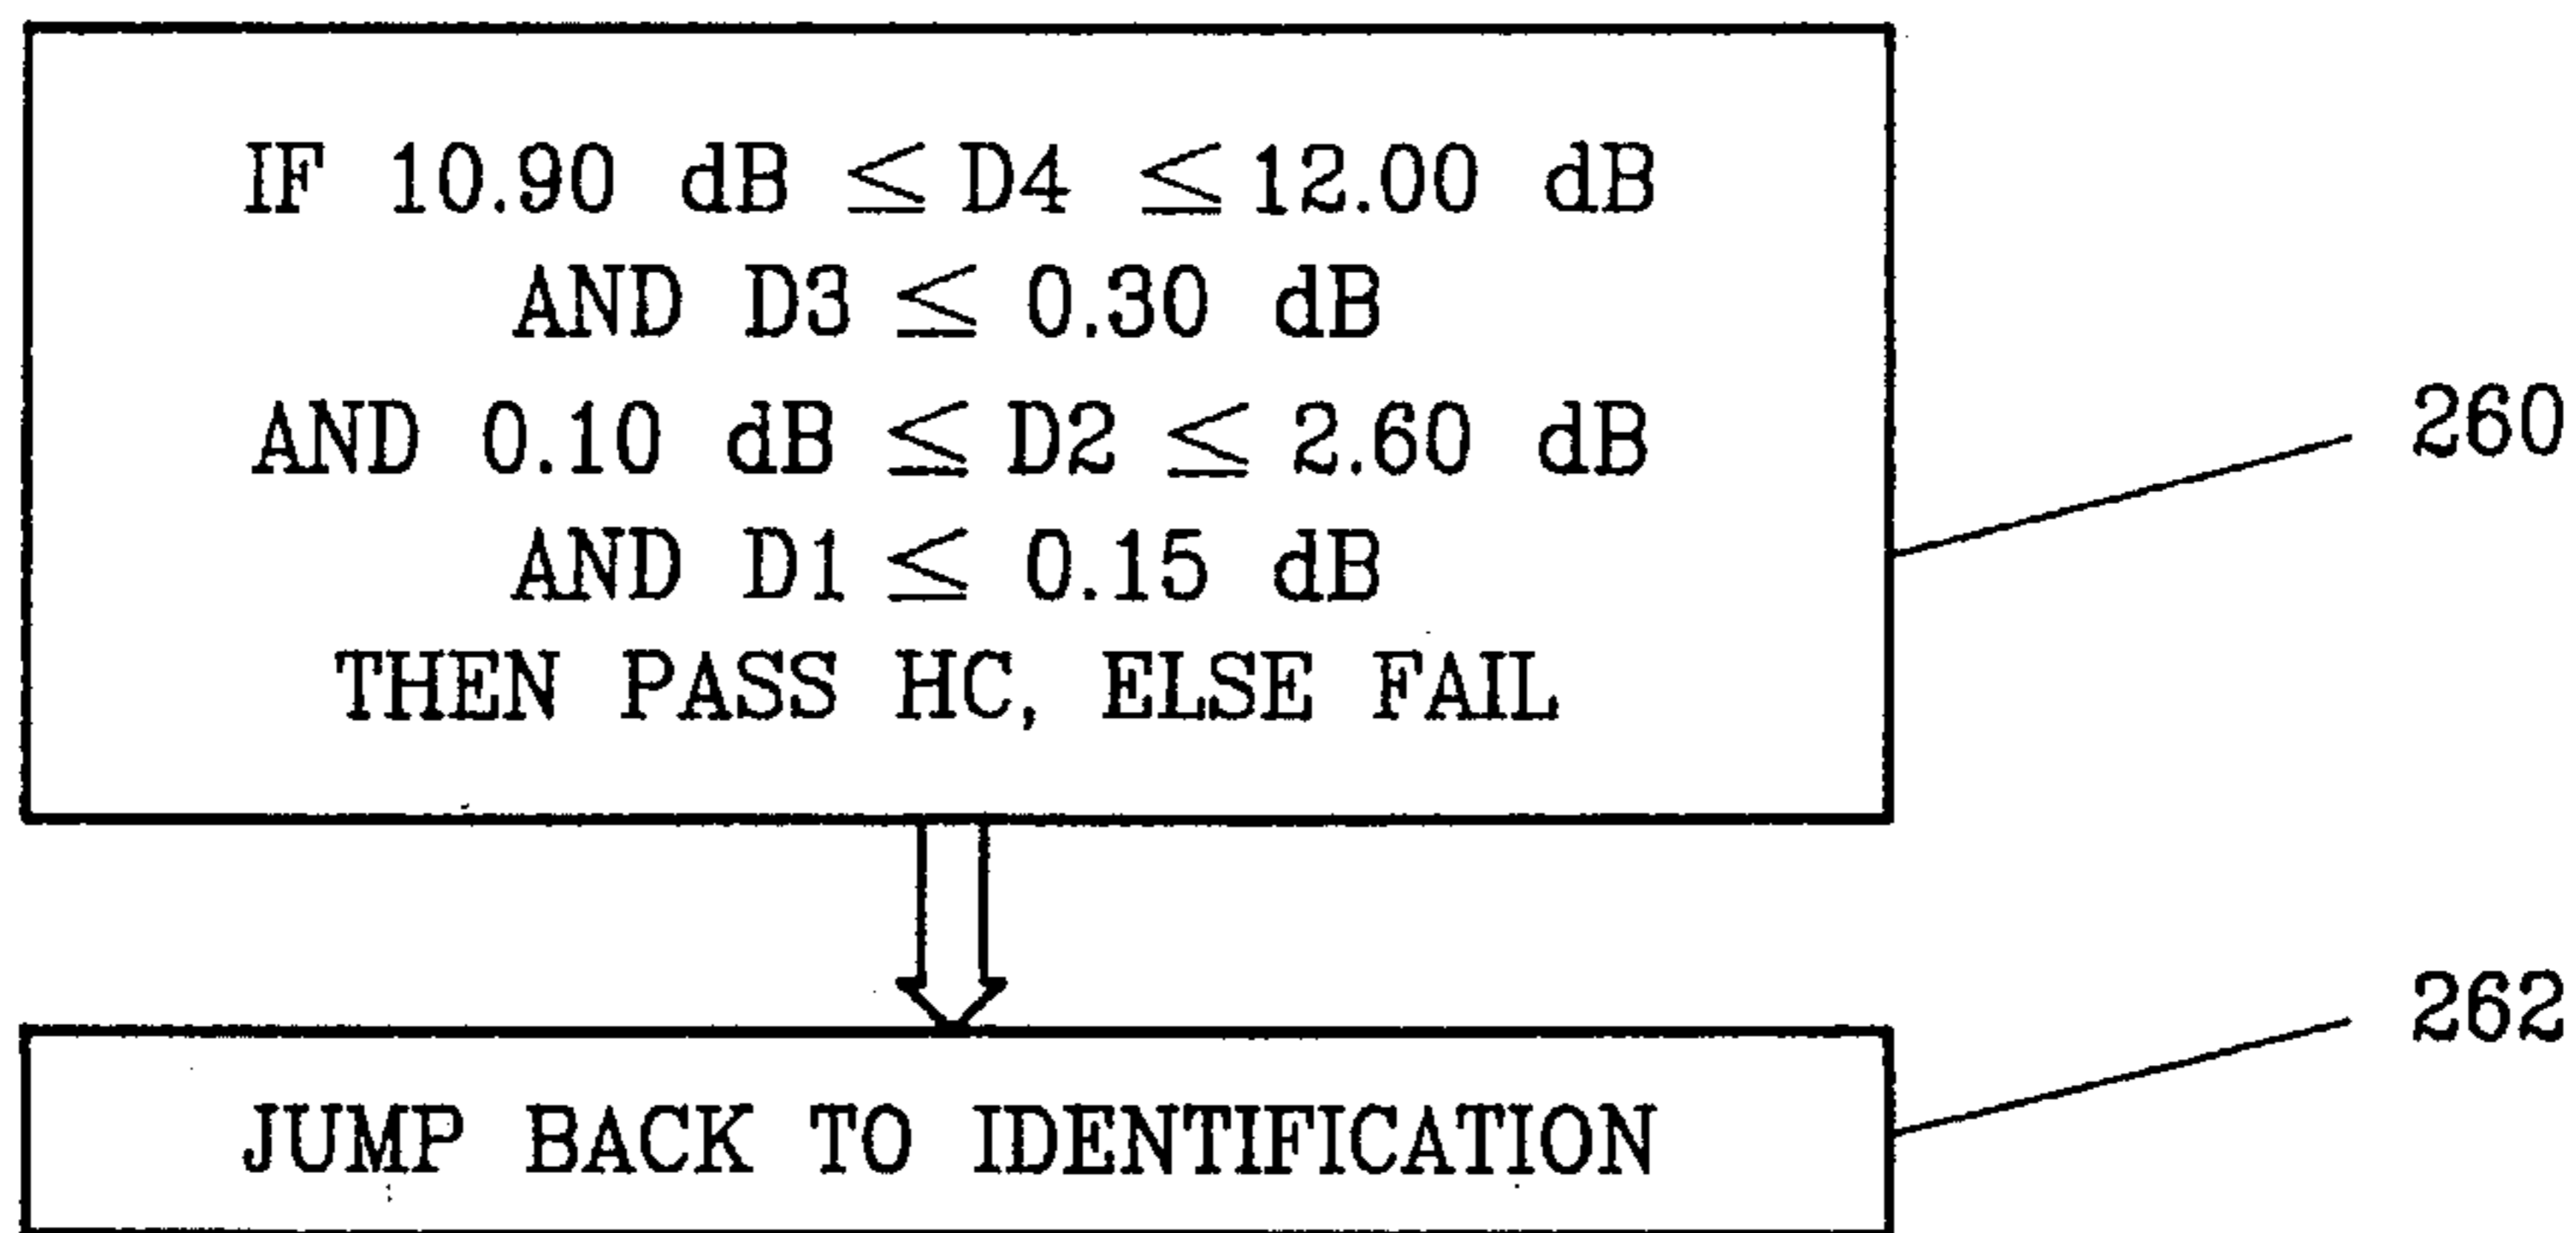 IF 10.90 dB ≤ D4 ≤ 12.00 dB
AND D3 ≤ 0.30 dB
AND 0.10 dB ≤ D2 ≤ 2.60 dB
AND D1 ≤ 0.15 dB
THEN PASS HC, ELSE FAIL
260
JUMP BACK TO IDENTIFICATION
262